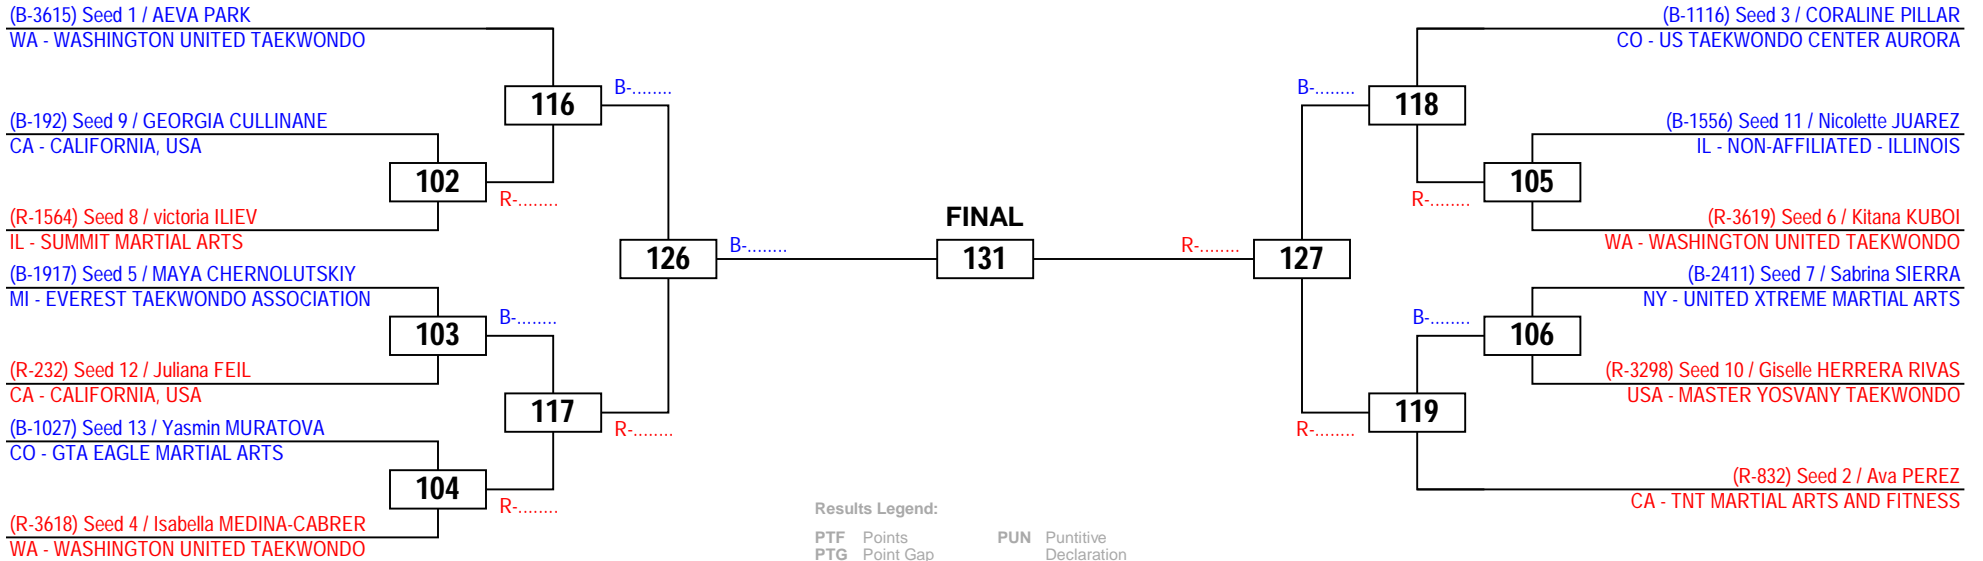 (B-3615) Seed 1 / AEVA PARK
WA - WASHINGTON UNITED TAEKWONDO
(B-192) Seed 9 / GEORGIA CULLINANE
CA - CALIFORNIA, USA
(R-1564) Seed 8 / victoria ILIEV
IL - SUMMIT MARTIAL ARTS
(B-1917) Seed 5 / MAYA CHERNOLUTSKIY
MI - EVEREST TAEKWONDO ASSOCIATION
(R-232) Seed 12 / Juliana FEIL
CA - CALIFORNIA, USA
(B-1027) Seed 13 / Yasmin MURATOVA
CO - GTA EAGLE MARTIAL ARTS
(R-3618) Seed 4 / Isabella MEDINA-CABRER
WA - WASHINGTON UNITED TAEKWONDO
102
R-........
103
B-........
104
R-........
116
B-........
117
R-........
126
B-........
FINAL
131
R-........
127
B-........
118
R-........
119
R-........
105
B-........
106
(B-1116) Seed 3 / CORALINE PILLAR
CO - US TAEKWONDO CENTER AURORA
(B-1556) Seed 11 / Nicolette JUAREZ
IL - NON-AFFILIATED - ILLINOIS
(R-3619) Seed 6 / Kitana KUBOI
WA - WASHINGTON UNITED TAEKWONDO
(B-2411) Seed 7 / Sabrina SIERRA
NY - UNITED XTREME MARTIAL ARTS
(R-3298) Seed 10 / Giselle HERRERA RIVAS
USA - MASTER YOSVANY TAEKWONDO
(R-832) Seed 2 / Ava PEREZ
CA - TNT MARTIAL ARTS AND FITNESS
Results Legend:
PTF Points
PTG Point Gap
PUN Puntitive
Declaration